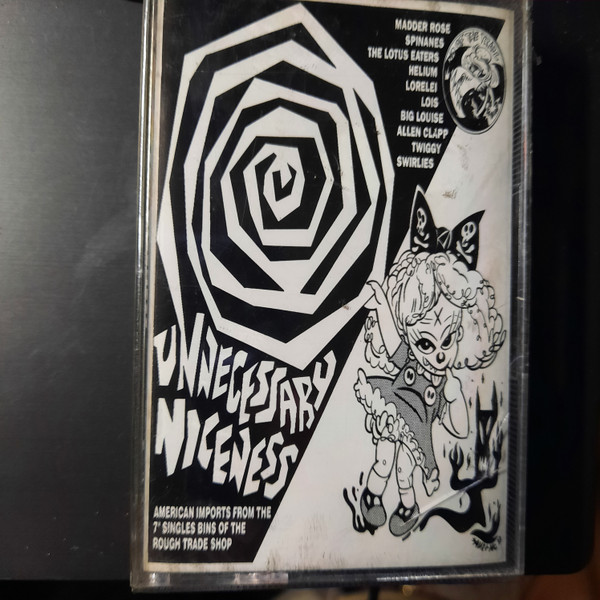 MADDER ROSE
SPINANES
THE LOTUS EATERS
HELIUM
LORELEI
LOIS
BIG LOUISE
ALLEN CLAPP
TWIGGY
SWIRLIES
UNNECESSARY
NICENESS
AMERICAN IMPORTS FROM THE
7" SINGLES BINS OF THE
ROUGH TRADE SHOP